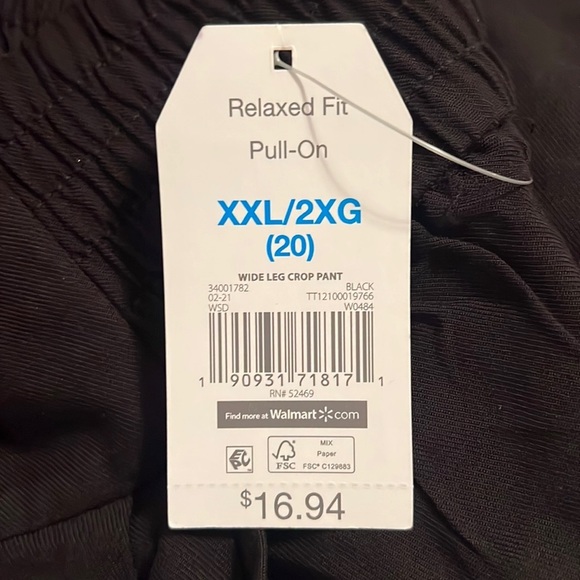 Relaxed Fit
Pull-On
XXL/2XG
(20)
WIDE LEG CROP PANT
34001782 BLACK
02-21 TT12100019766
WSD W0484
1 90931 71817 1
RN# 52469
Find more at Walmart.com
FSC
MIX
Paper
FSC® C129883
$16.94